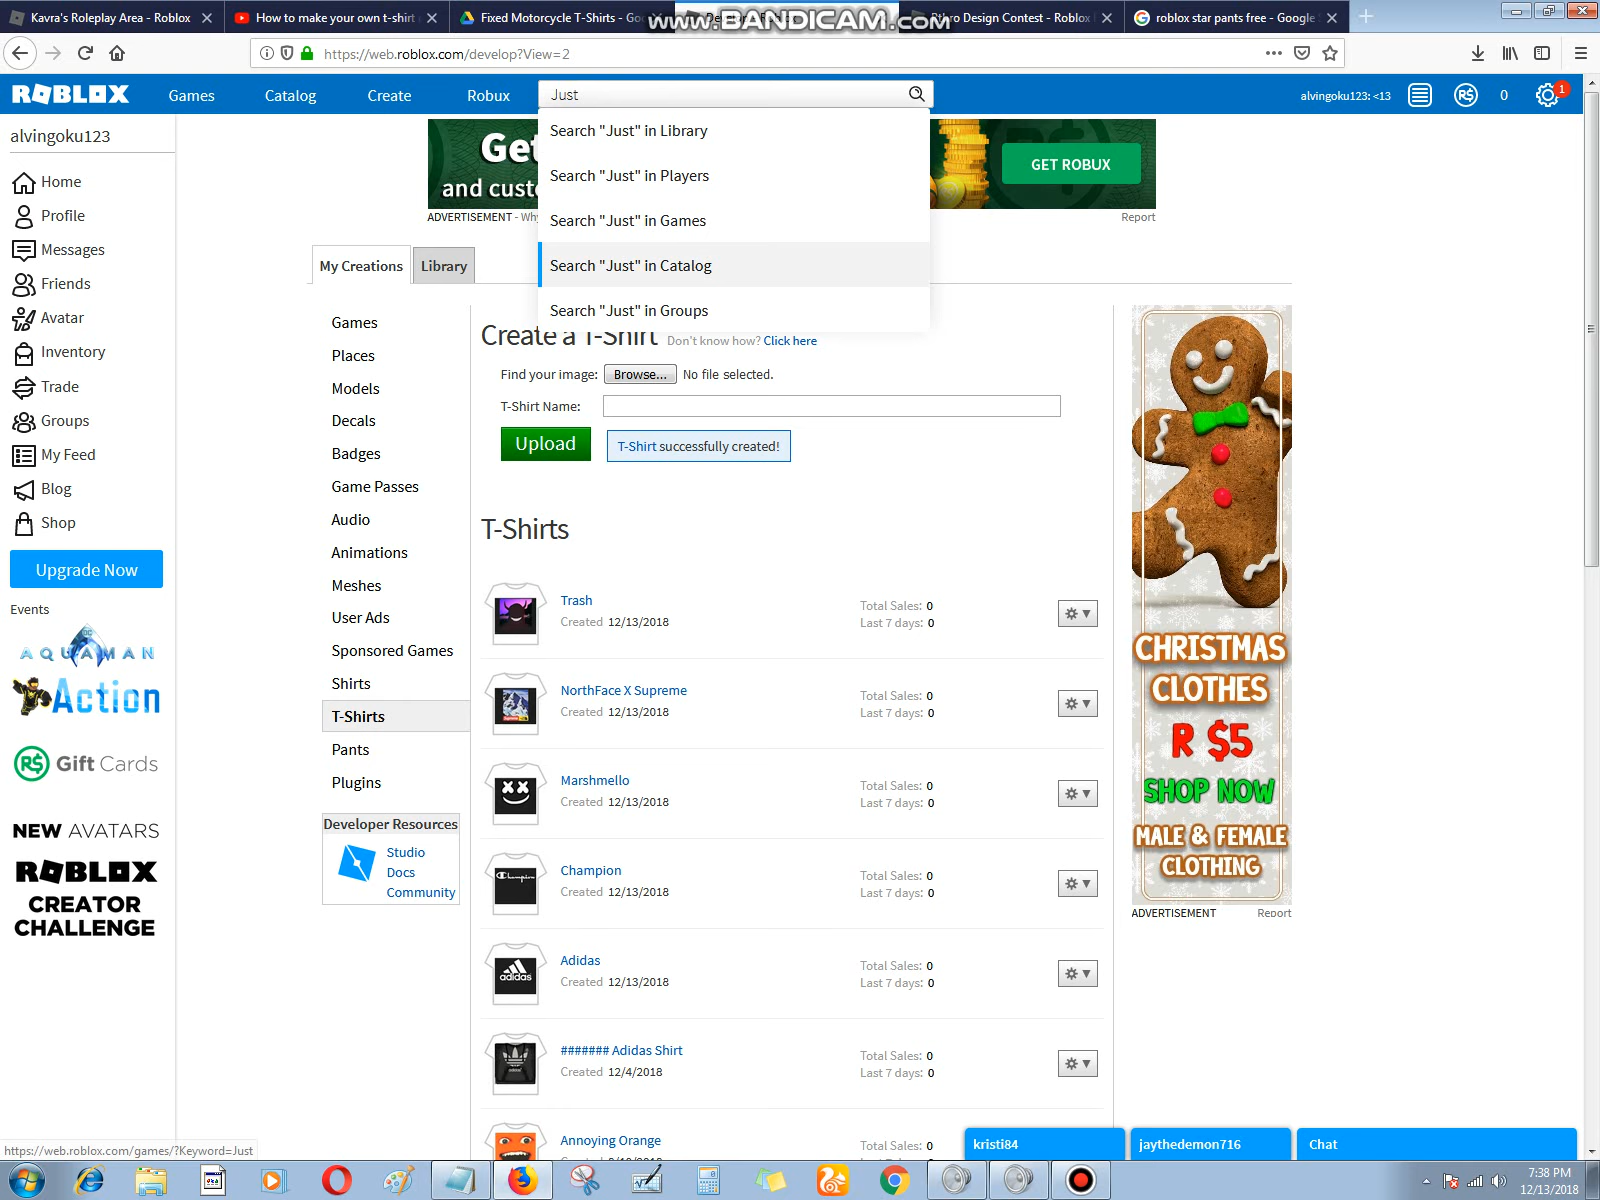 Kavra's Roleplay Area - Roblox
How to make your own t-shirt
Fixed Motorcycle T-Shirts - Go
Design Contest - Roblox
roblox star pants free - Google
www.BANDICAM.com
https://web.roblox.com/develop?View=2
ROBLOX
Games
Catalog
Create
Robux
Just
alvingoku123: <13
0
1
alvingoku123
Home
Profile
Messages
Friends
Avatar
Inventory
Trade
Groups
My Feed
Blog
Shop
Upgrade Now
Events
DC
AQUAMAN
Action
R$ Gift Cards
NEW AVATARS
ROBLOX
CREATOR
CHALLENGE
Search "Just" in Library
Search "Just" in Players
Search "Just" in Games
Search "Just" in Catalog
Search "Just" in Groups
Get
and custo
GET ROBUX
ADVERTISEMENT - Why
Report
My Creations
Library
Games
Places
Models
Decals
Badges
Game Passes
Audio
Animations
Meshes
User Ads
Sponsored Games
Shirts
T-Shirts
Pants
Plugins
Developer Resources
Studio
Docs
Community
Create a T-Shirt Don't know how? Click here
Find your image: Browse... No file selected.
T-Shirt Name:
Upload
T-Shirt successfully created!
T-Shirts
Trash
Created 12/13/2018
Total Sales: 0
Last 7 days: 0
NorthFace X Supreme
Created 12/13/2018
Total Sales: 0
Last 7 days: 0
Marshmello
Created 12/13/2018
Total Sales: 0
Last 7 days: 0
Champion
Champion
Created 12/13/2018
Total Sales: 0
Last 7 days: 0
adidas
Adidas
Created 12/13/2018
Total Sales: 0
Last 7 days: 0
####### Adidas Shirt
Created 12/4/2018
Total Sales: 0
Last 7 days: 0
Annoying Orange
Total Sales: 0
CHRISTMAS
CLOTHES
R $5
SHOP NOW
MALE & FEMALE
CLOTHING
ADVERTISEMENT
Report
kristi84
jaythedemon716
Chat
https://web.roblox.com/games/?Keyword=Just
7:38 PM
12/13/2018